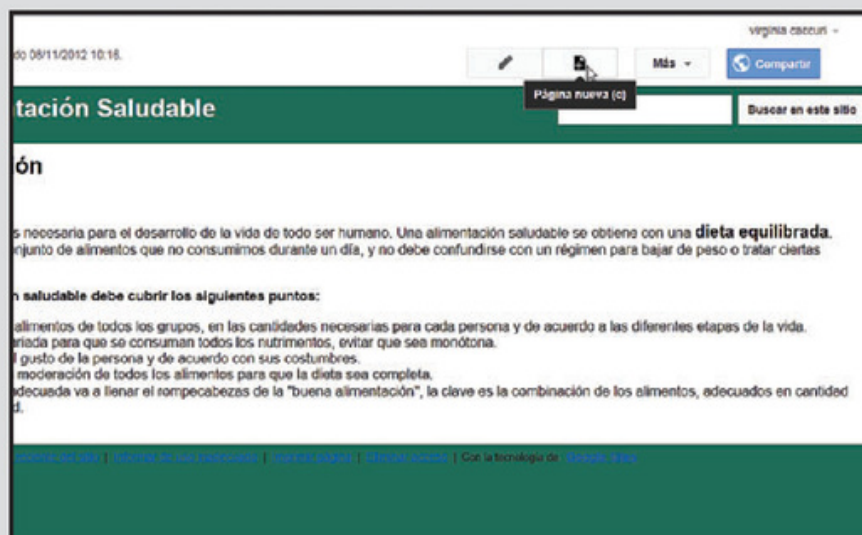 virginia caccuri
do 08/11/2012 10:16.
Más
Compartir
Página nueva (c)
tación Saludable
Buscar en este sitio
ón
s necesaria para el desarrollo de la vida de todo ser humano. Una alimentación saludable se obtiene con una dieta equilibrada.
njunto de alimentos que no consumimos durante un día, y no debe confundirse con un régimen para bajar de peso o tratar ciertas
n saludable debe cubrir los siguientes puntos:
alimentos de todos los grupos, en las cantidades necesarias para cada persona y de acuerdo a las diferentes etapas de la vida.
ariada para que se consuman todos los nutrimentos, evitar que sea monótona.
l gusto de la persona y de acuerdo con sus costumbres.
moderación de todos los alimentos para que la dieta sea completa.
adecuada va a llenar el rompecabezas de la "buena alimentación", la clave es la combinación de los alimentos, adecuados en cantidad
d.
| | | | Con la tecnología de